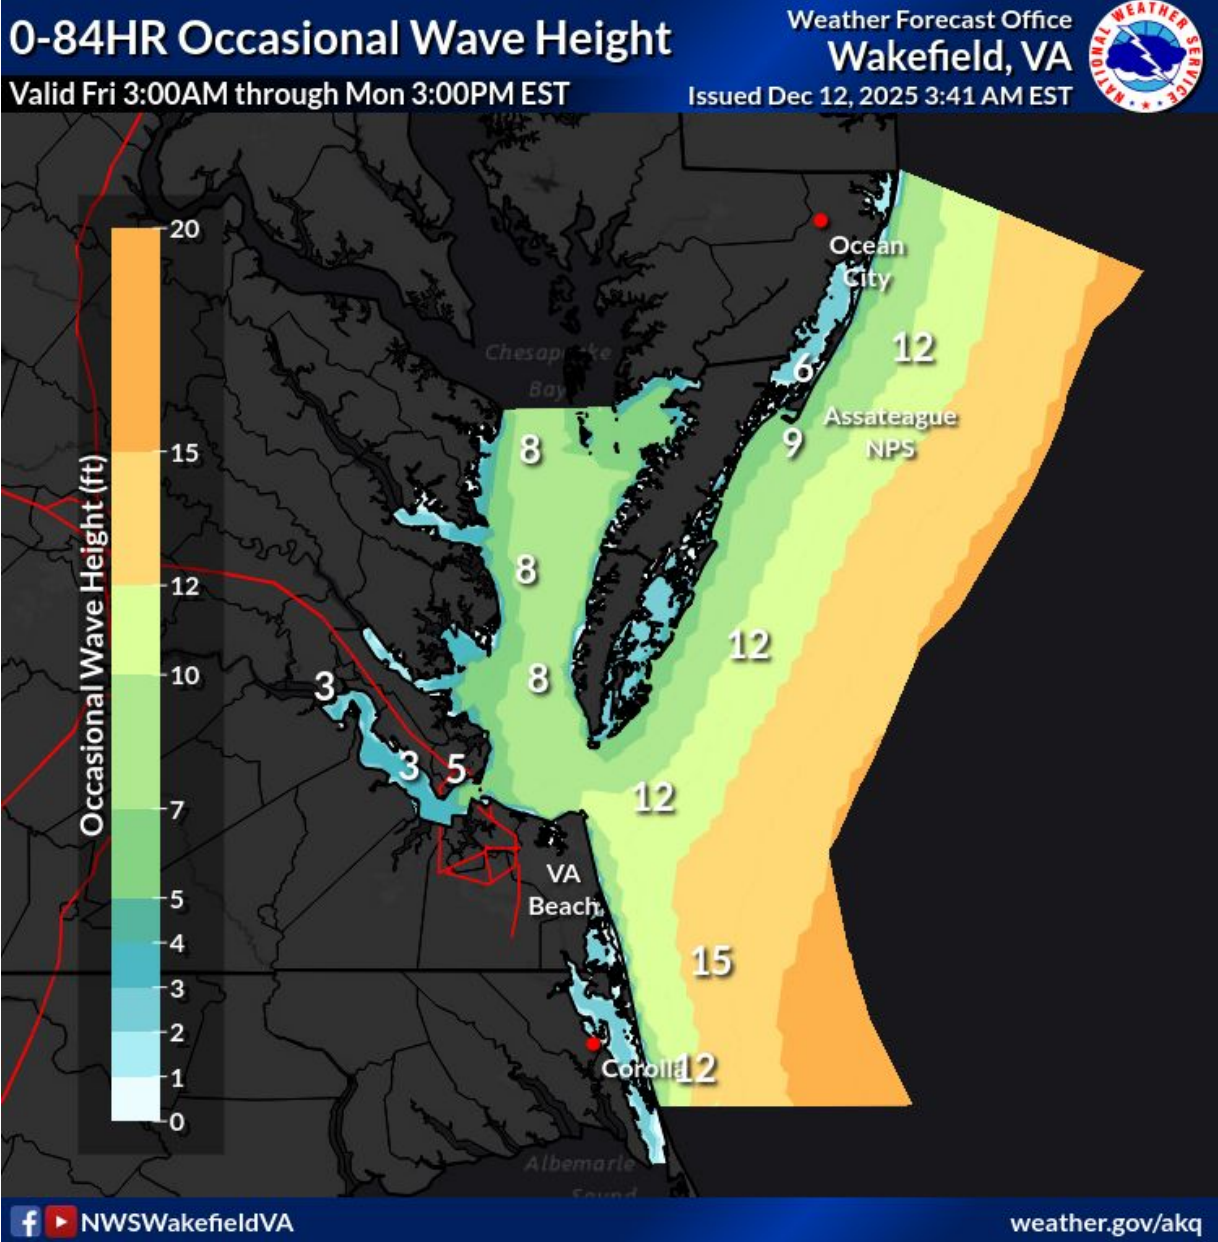 0-84HR Occasional Wave Height
Valid Fri 3:00AM through Mon 3:00PM EST
Weather Forecast Office
Wakefield, VA
Issued Dec 12, 2025 3:41 AM EST
NATIONAL WEATHER SERVICE
20
15
12
10
7
5
4
3
2
1
0
Occasional Wave Height (ft)
Ocean
City
Chesapeake
Bay
12
6
Assateague
NPS
9
8
8
12
8
3
3
5
12
VA
Beach
15
Corolla
12
Albemarle
Sound
NWSWakefieldVA
weather.gov/akq